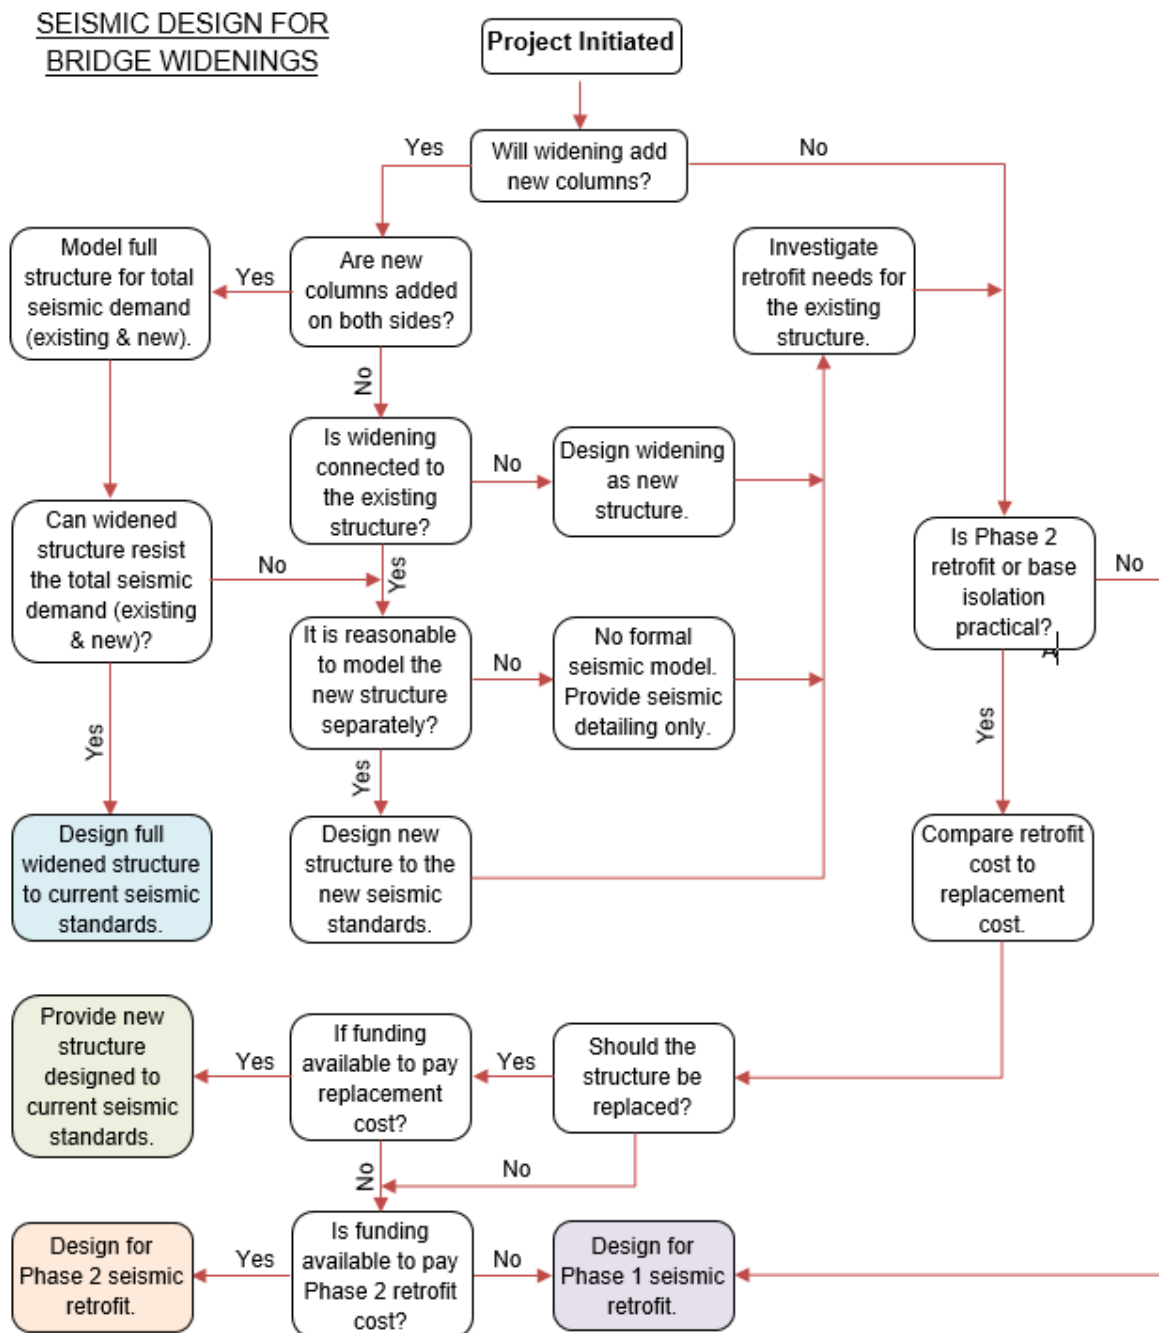 SEISMIC DESIGN FOR
BRIDGE WIDENINGS
Project Initiated
Yes
Will widening add
new columns?
No
Model full
structure for total
seismic demand
(existing & new).
Yes
Are new
columns added
on both sides?
Investigate
retrofit needs for
the existing
structure.
No
Is widening
connected to
the existing
structure?
No
Design widening
as new
structure.
Can widened
structure resist
the total seismic
demand (existing
& new)?
No
Yes
Is Phase 2
retrofit or base
isolation
practical?
No
It is reasonable
to model the
new structure
separately?
No
No formal
seismic model.
Provide seismic
detailing only.
Yes
Yes
Yes
Design full
widened structure
to current seismic
standards.
Design new
structure to the
new seismic
standards.
Compare retrofit
cost to
replacement
cost.
Provide new
structure
designed to
current seismic
standards.
Yes
If funding
available to pay
replacement
cost?
Yes
Should the
structure be
replaced?
No
No
Design for
Phase 2 seismic
retrofit.
Yes
Is funding
available to pay
Phase 2 retrofit
cost?
No
Design for
Phase 1 seismic
retrofit.